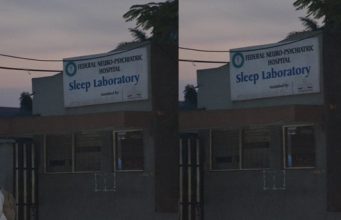 FEDERAL NEURO-PSYCHIATRIC
HOSPITAL
Sleep Laboratory
FEDERAL NEURO-PSYCHIATRIC
HOSPITAL
Sleep Laboratory